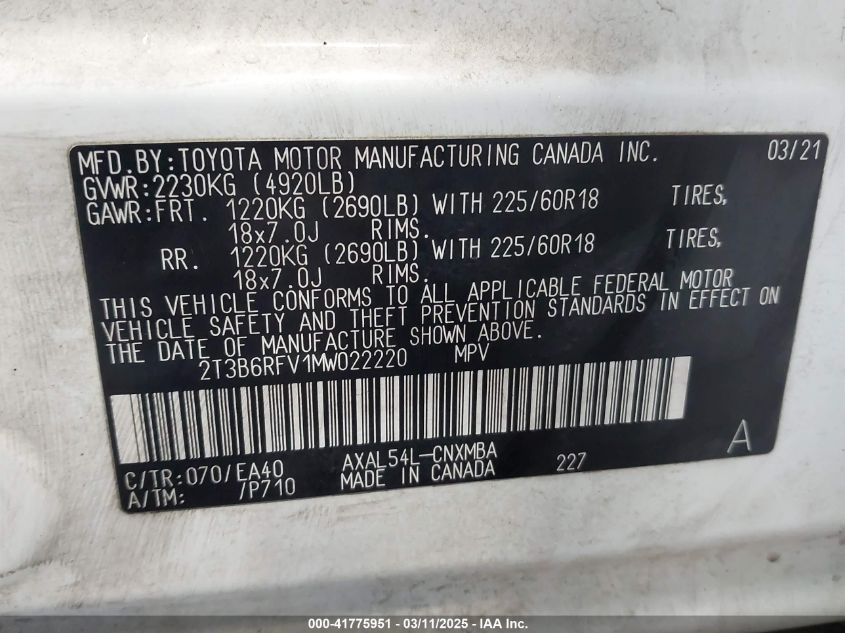 MFD.BY:TOYOTA MOTOR MANUFACTURING CANADA INC. 03/21
GVWR:2230KG (4920LB)
GAWR:FRT. 1220KG (2690LB) WITH 225/60R18 TIRES,
18x7.0J RIMS.
RR. 1220KG (2690LB) WITH 225/60R18 TIRES,
18x7.0J RIMS.
THIS VEHICLE CONFORMS TO ALL APPLICABLE FEDERAL MOTOR
VEHICLE SAFETY AND THEFT PREVENTION STANDARDS IN EFFECT ON
THE DATE OF MANUFACTURE SHOWN ABOVE.
2T3B6RFV1MW022220 MPV
A
C/TR:070/EA40 AXAL54L-CNXMBA 227
A/TM: /P710 MADE IN CANADA
000-41775951 - 03/11/2025 - IAA Inc.